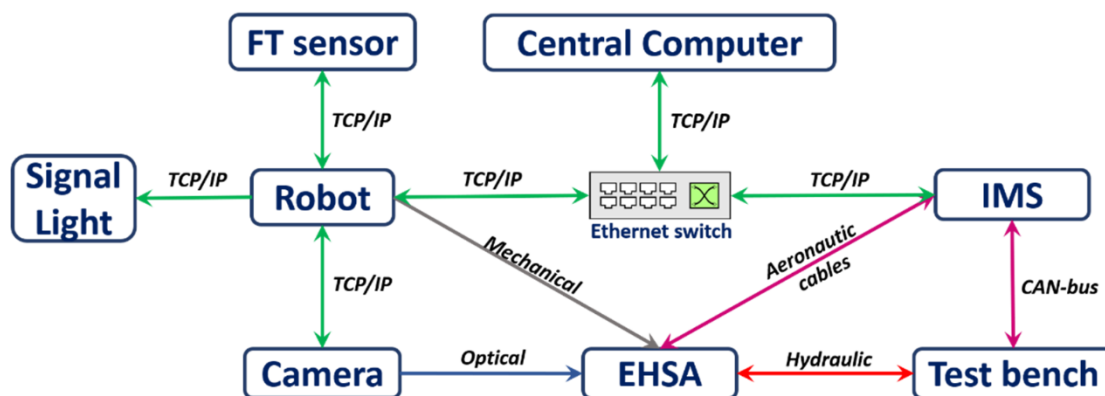 FT sensor
Central Computer
TCP/IP
TCP/IP
Signal
Light
TCP/IP
Robot
TCP/IP
Ethernet switch
TCP/IP
IMS
Mechanical
Aeronautic
cables
TCP/IP
CAN-bus
Camera
Optical
EHSA
Hydraulic
Test bench